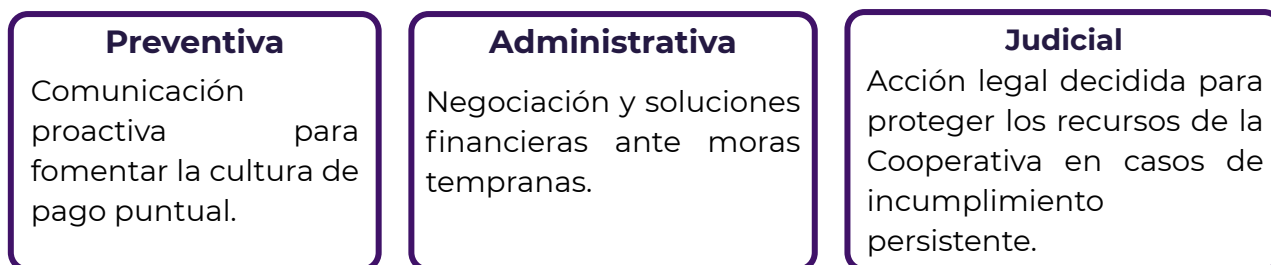 Preventiva
Comunicación
proactiva para
fomentar la cultura de
pago puntual.
Administrativa
Negociación y soluciones
financieras ante moras
tempranas.
Judicial
Acción legal decidida para
proteger los recursos de la
Cooperativa en casos de
incumplimiento
persistente.